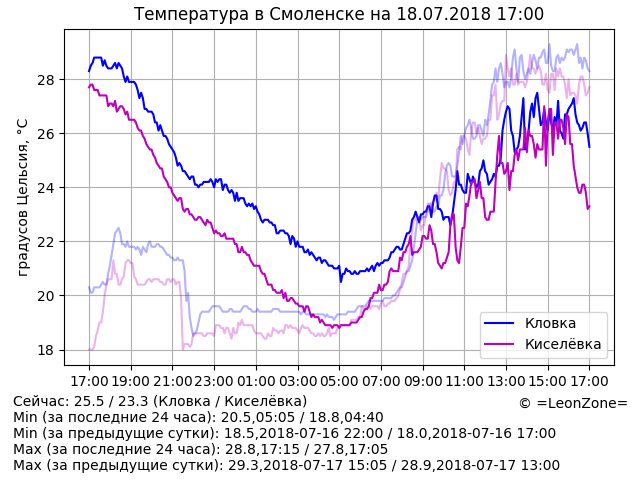 Температура в Смоленске на 18.07.2018 17:00
градусов Цельсия, °C
28
26
24
22
20
18
Кловка
Киселёвка
17:00 19:00 21:00 23:00 01:00 03:00 05:00 07:00 09:00 11:00 13:00 15:00 17:00
Сейчас: 25.5 / 23.3 (Кловка / Киселёвка)
© =LeonZone=
Min (за последние 24 часа): 20.5,05:05 / 18.8,04:40
Min (за предыдущие сутки): 18.5,2018-07-16 22:00 / 18.0,2018-07-16 17:00
Max (за последние 24 часа): 28.8,17:15 / 27.8,17:05
Max (за предыдущие сутки): 29.3,2018-07-17 15:05 / 28.9,2018-07-17 13:00